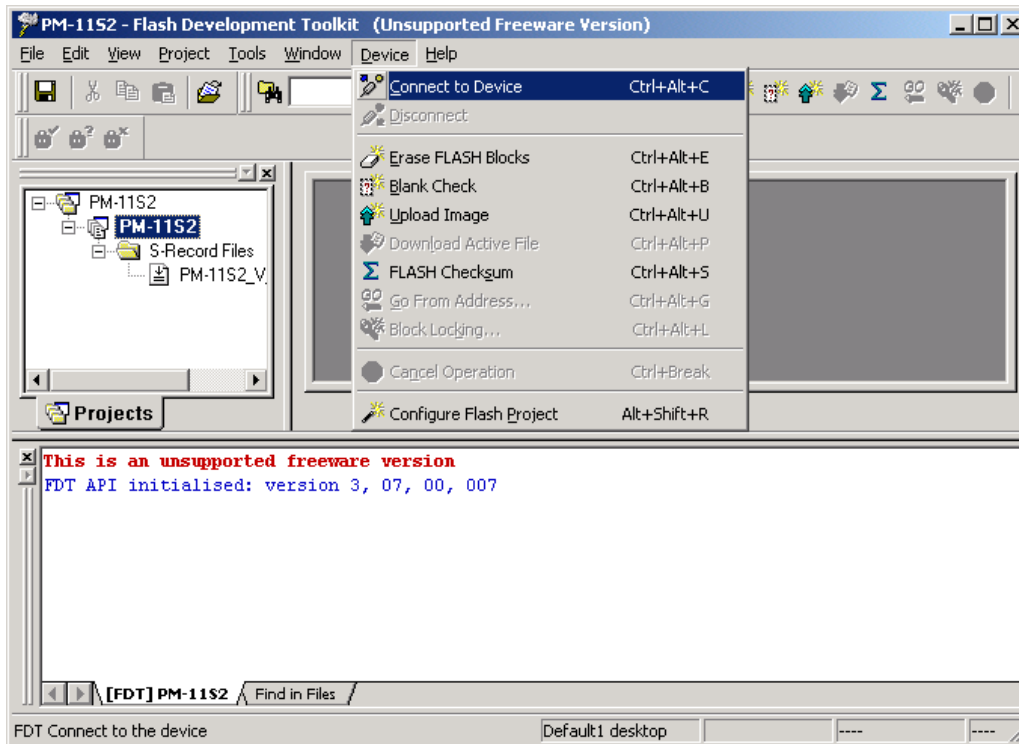 PM-11S2 - Flash Development Toolkit (Unsupported Freeware Version)
File Edit View Project Tools Window Device Help
Connect to Device Ctrl+Alt+C
Disconnect
Erase FLASH Blocks Ctrl+Alt+E
Blank Check Ctrl+Alt+B
Upload Image Ctrl+Alt+U
Download Active File Ctrl+Alt+P
FLASH Checksum Ctrl+Alt+S
Go From Address... Ctrl+Alt+G
Block Locking... Ctrl+Alt+L
Cancel Operation Ctrl+Break
Configure Flash Project Alt+Shift+R
PM-11S2
PM-11S2
S-Record Files
PM-11S2_V
Projects
This is an unsupported freeware version
FDT API initialised: version 3, 07, 00, 007
[FDT] PM-11S2 Find in Files
FDT Connect to the device Default1 desktop ---- ----